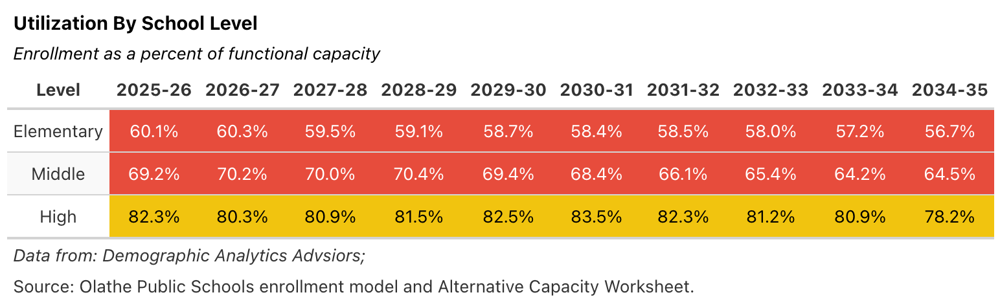 Utilization By School Level
Enrollment as a percent of functional capacity
Level 2025-26 2026-27 2027-28 2028-29 2029-30 2030-31 2031-32 2032-33 2033-34 2034-35
Elementary 60.1% 60.3% 59.5% 59.1% 58.7% 58.4% 58.5% 58.0% 57.2% 56.7%
Middle 69.2% 70.2% 70.0% 70.4% 69.4% 68.4% 66.1% 65.4% 64.2% 64.5%
High 82.3% 80.3% 80.9% 81.5% 82.5% 83.5% 82.3% 81.2% 80.9% 78.2%
Data from: Demographic Analytics Advsiors;
Source: Olathe Public Schools enrollment model and Alternative Capacity Worksheet.